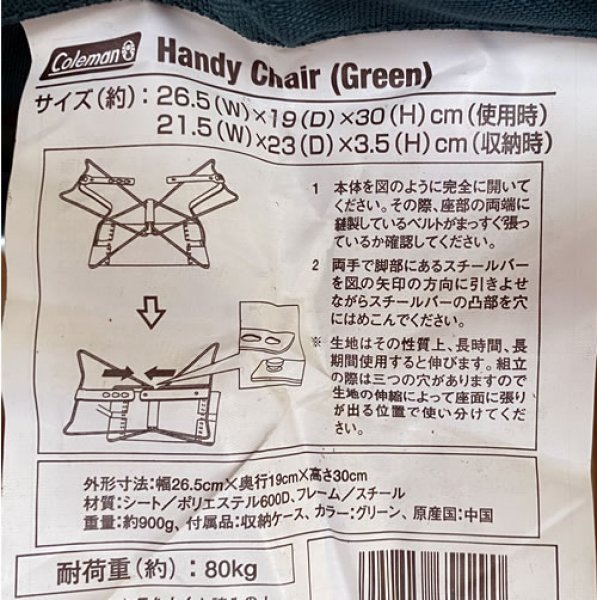 Coleman
Handy Chair (Green)
サイズ(約):26.5(W)×19(D)×30(H)cm(使用時)
21.5(W)×23(D)×3.5(H)cm(収納時)
1 本体を図のように完全に開いて
ください。その際、座部の両端に
縫製しているベルトがまっすぐ張っ
ているか確認してください。
2 両手で脚部にあるスチールバー
を図の矢印の方向に引きよせ
ながらスチールバーの凸部を穴
にはめこんでください。
※ 生地はその性質上、長時間、長
期間使用すると伸びます。組立
の際は三つの穴がありますので
生地の伸縮によって座面に張り
が出る位置で使い分けてくだ
さい。
外形寸法:幅26.5cm×奥行19cm×高さ30cm
材質:シート/ポリエステル600D、フレーム/スチール
重量:約900g、付属品:収納ケース、カラー:グリーン、原産国:中国
耐荷重(約):80kg